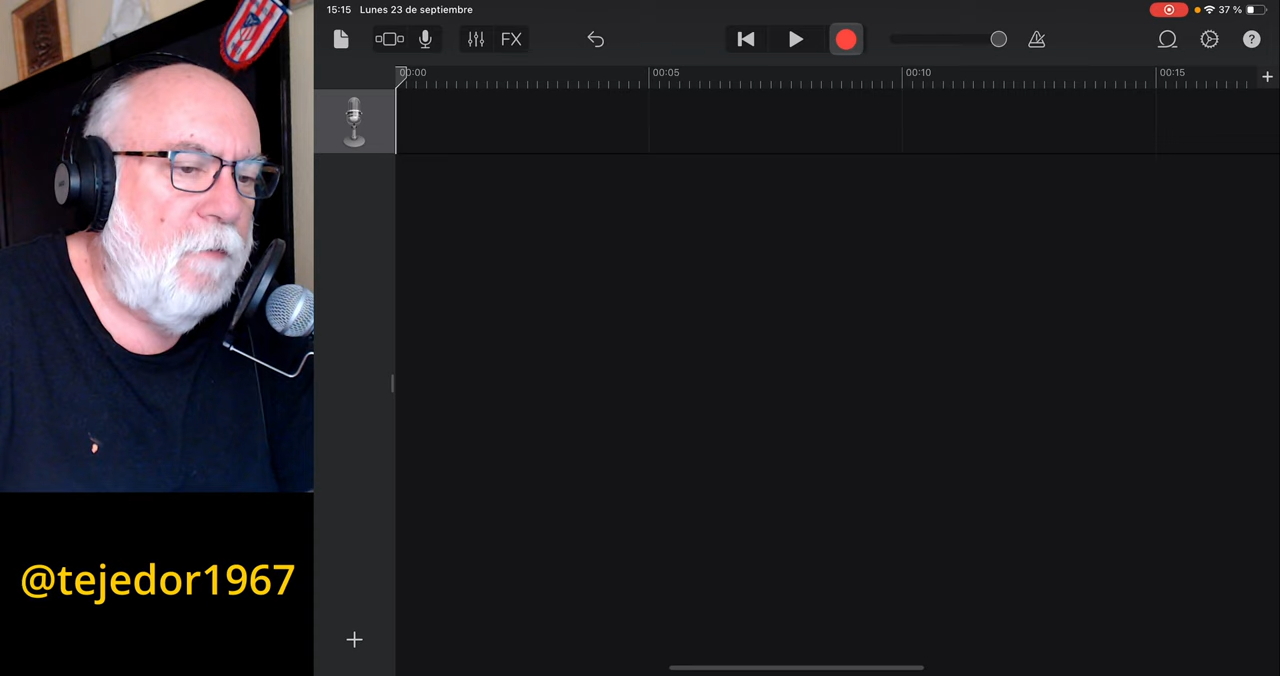 15:15 Lunes 23 de septiembre
37 %
FX
?
00:00
00:05
00:10
00:15
+
@tejedor1967
+